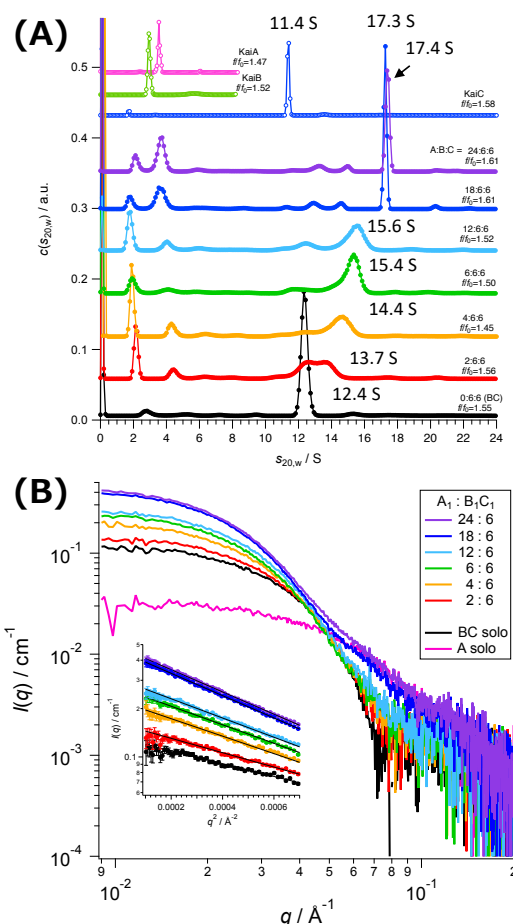 (A)
11.4 S
17.3 S
17.4 S
KaiA
f/f0=1.47
KaiB
f/f0=1.52
KaiC
f/f0=1.58
A:B:C = 24:6:6
f/f0=1.61
18:6:6
f/f0=1.61
15.6 S
12:6:6
f/f0=1.52
15.4 S
6:6:6
f/f0=1.50
14.4 S
4:6:6
f/f0=1.45
13.7 S
2:6:6
f/f0=1.56
12.4 S
0:6:6 (BC)
f/f0=1.55
c(s20,w) / a.u.
0.5
0.4
0.3
0.2
0.1
0.0
0 2 4 6 8 10 12 14 16 18 20 22 24
s20,w / S
(B)
A1 : B1C1
24 : 6
18 : 6
12 : 6
6 : 6
4 : 6
2 : 6
BC solo
A solo
I(q) / cm-1
10-1
10-2
10-3
10-4
I(q) / cm-1
4
3
2
0.1
8
6
0.0002 0.0004 0.0006
q2 / Å-2
9 2 3 4 5 6 7 8 9 2
10-2 10-1
q / Å-1